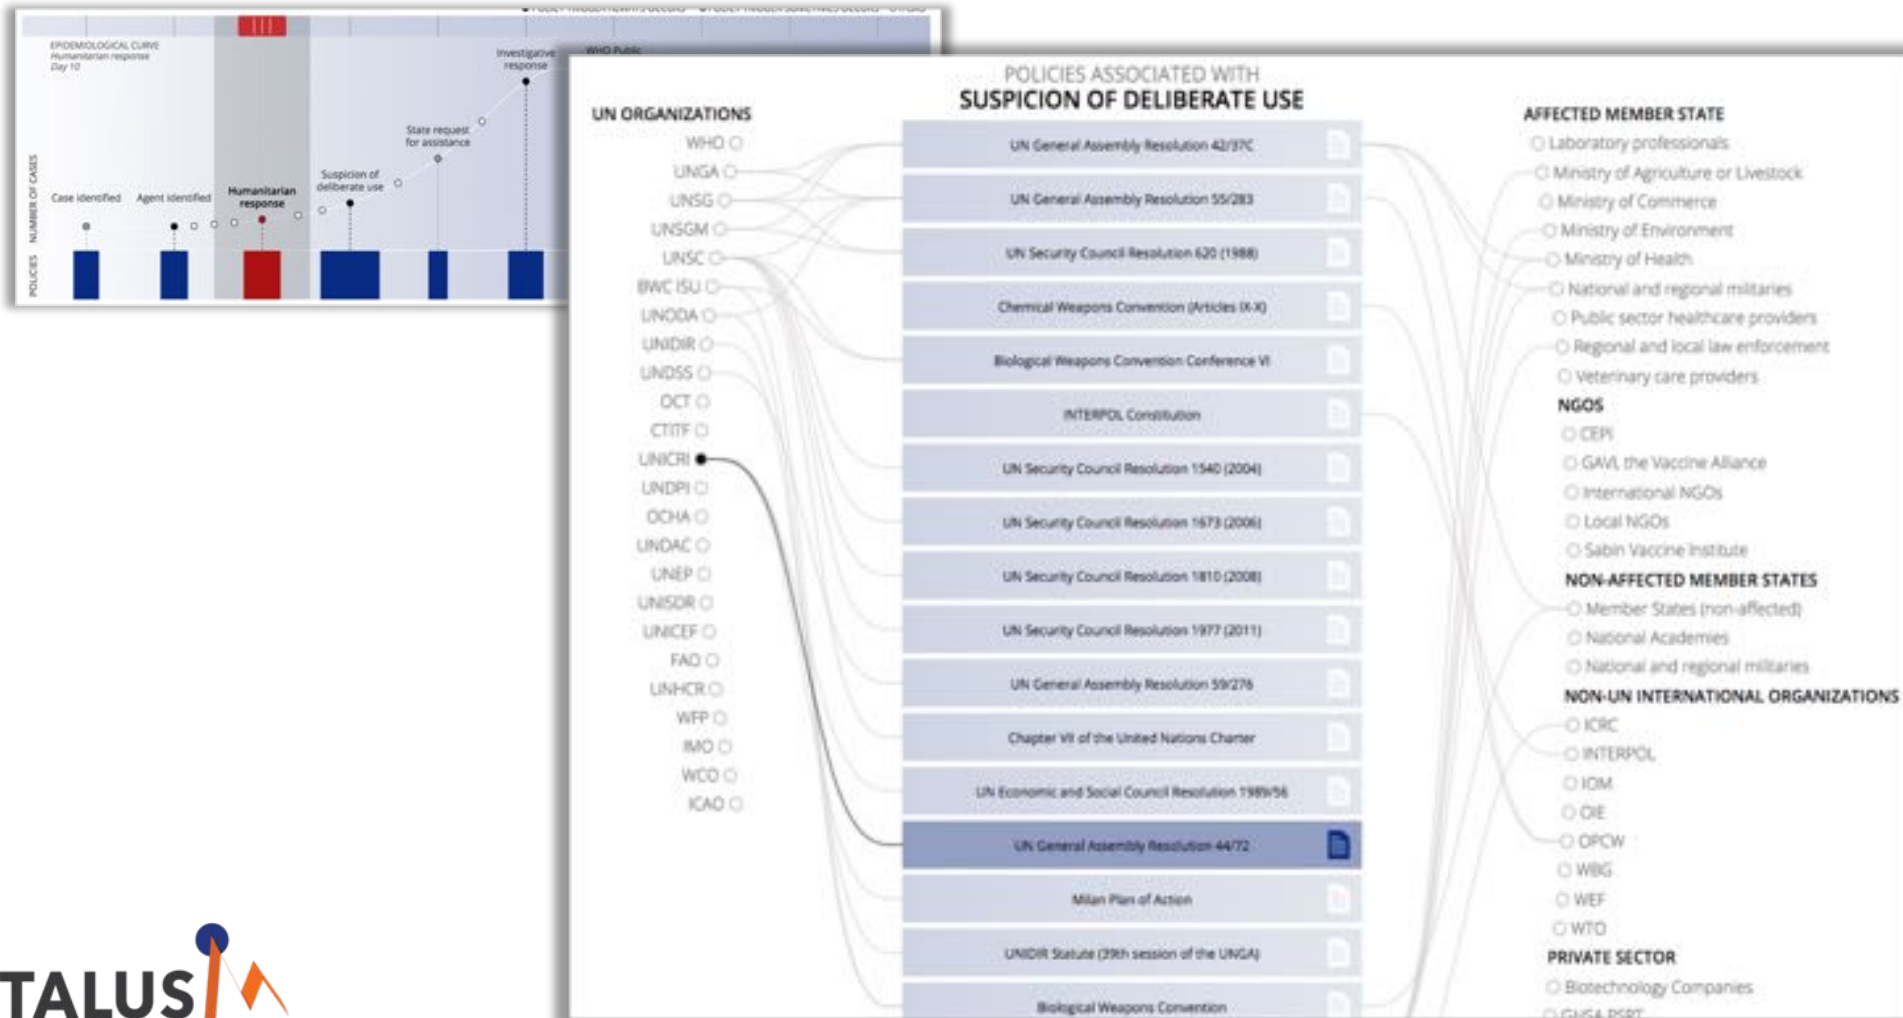 EPIDEMIOLOGICAL CURVE
Humanitarian response
Day 10
NUMBER OF CASES
POLICIES
Case identified
Agent identified
Humanitarian
response
Suspicion of
deliberate use
State request
for assistance
Investigative
response
WHO Public
POLICIES ASSOCIATED WITH
SUSPICION OF DELIBERATE USE
UN ORGANIZATIONS
WHO
UNGA
UNSG
UNSGM
UNSC
BWC ISU
UNODA
UNIDIR
UNDSS
OCT
CTITF
UNICRI
UNDPI
OCHA
UNDAC
UNEP
UNISDR
UNICEF
FAO
UNHCR
WFP
IMO
WCO
ICAO
UN General Assembly Resolution 42/37C
UN General Assembly Resolution 55/283
UN Security Council Resolution 620 (1988)
Chemical Weapons Convention (Articles IX-X)
Biological Weapons Convention Conference VI
INTERPOL Constitution
UN Security Council Resolution 1540 (2004)
UN Security Council Resolution 1673 (2006)
UN Security Council Resolution 1810 (2008)
UN Security Council Resolution 1977 (2011)
UN General Assembly Resolution 59/276
Chapter VII of the United Nations Charter
UN Economic and Social Council Resolution 1989/56
UN General Assembly Resolution 44/72
Milan Plan of Action
UNIDIR Statute (39th session of the UNGA)
Biological Weapons Convention
AFFECTED MEMBER STATE
Laboratory professionals
Ministry of Agriculture or Livestock
Ministry of Commerce
Ministry of Environment
Ministry of Health
National and regional militaries
Public sector healthcare providers
Regional and local law enforcement
Veterinary care providers
NGOS
CEPI
GAVI, the Vaccine Alliance
International NGOs
Local NGOs
Sabin Vaccine Institute
NON-AFFECTED MEMBER STATES
Member States (non-affected)
National Academies
National and regional militaries
NON-UN INTERNATIONAL ORGANIZATIONS
ICRC
INTERPOL
IOM
OIE
OPCW
WBG
WEF
WTO
PRIVATE SECTOR
Biotechnology Companies
TALUS